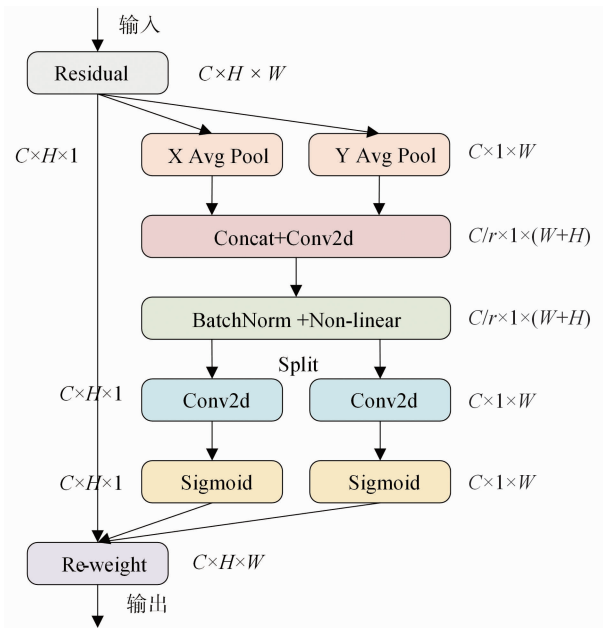 输入
Residual
C×H × W
C×H×1
X Avg Pool
Y Avg Pool
C×1×W
Concat+Conv2d
C/r×1×(W+H)
BatchNorm +Non-linear
C/r×1×(W+H)
Split
C×H×1
Conv2d
Conv2d
C×1×W
C×H×1
Sigmoid
Sigmoid
C×1×W
Re-weight
C×H×W
输出